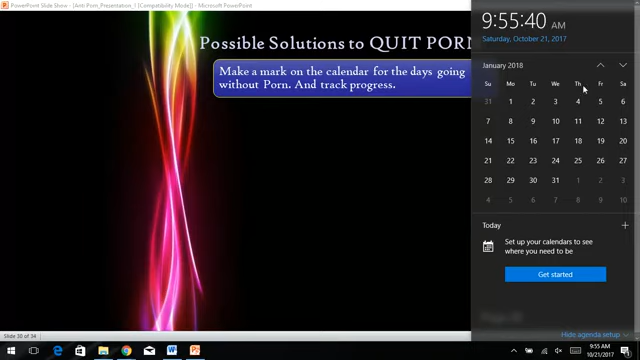 PowerPoint Slide Show - [Anti Porn_Presentation_1 [Compatibility Mode]] - Microsoft PowerPoint
Possible Solutions to QUIT PORN
Make a mark on the calendar for the days going
without Porn. And track progress.
9:55:40 AM
Saturday, October 21, 2017
January 2018
Su Mo Tu We Th Fr Sa
31 1 2 3 4 5 6
7 8 9 10 11 12 13
14 15 16 17 18 19 20
21 22 23 24 25 26 27
28 29 30 31 1 2 3
4 5 6 7 8 9 10
Today
Set up your calendars to see
where you need to be
Get started
Hide agenda setup
Slide 30 of 34
9:55 AM
10/21/2017